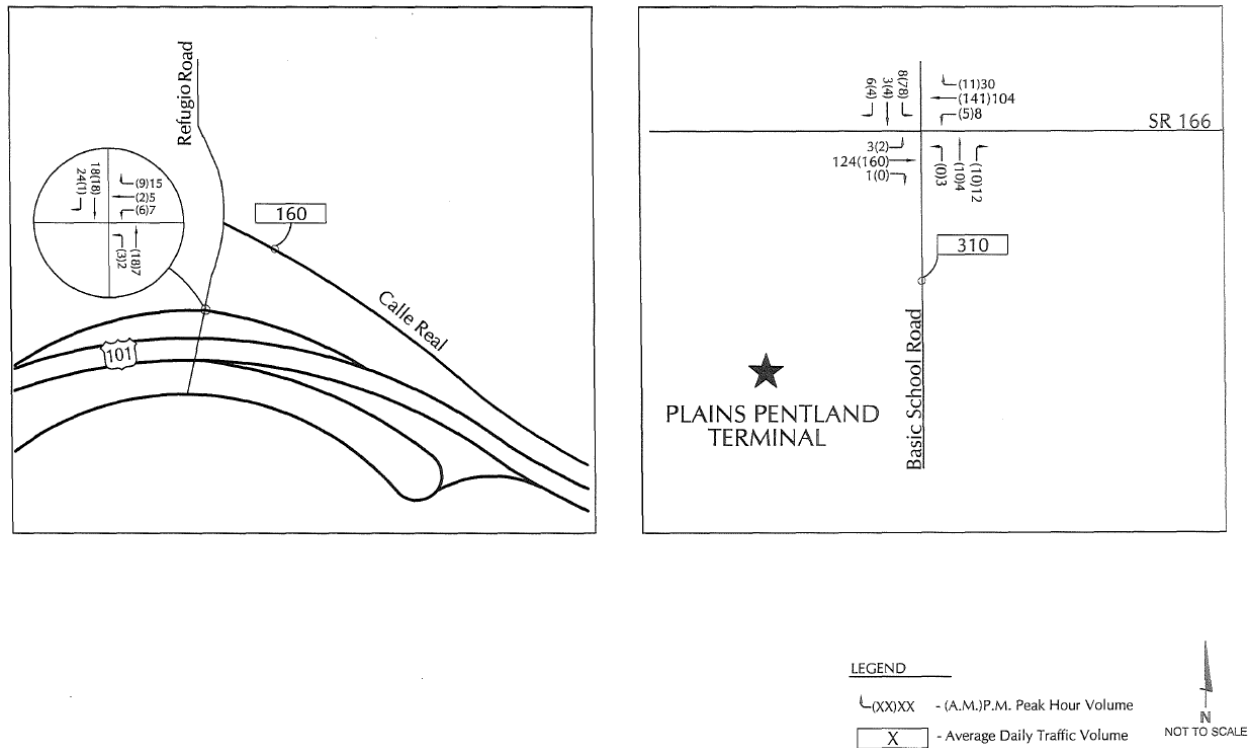 Refugio Road
18(18)
24(1)
(9)15
(2)5
(6)7
(3)2
(18)7
160
Calle Real
101
6(4)
3(4)
8(78)
(11)30
(141)104
(5)8
SR 166
3(2)
124(160)
1(0)
(0)3
(10)4
(10)12
310
Basic School Road
PLAINS PENTLAND
TERMINAL
LEGEND
(XX)XX - (A.M.)P.M. Peak Hour Volume
X - Average Daily Traffic Volume
N
NOT TO SCALE